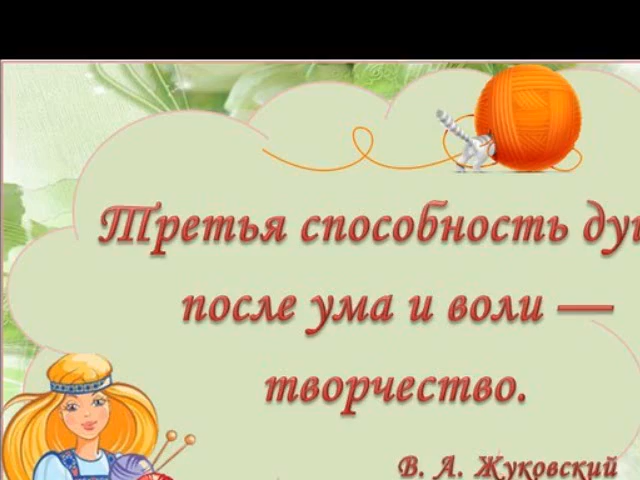 Третья способность
после ума и воли —
творчество.
В. А. Жуковский